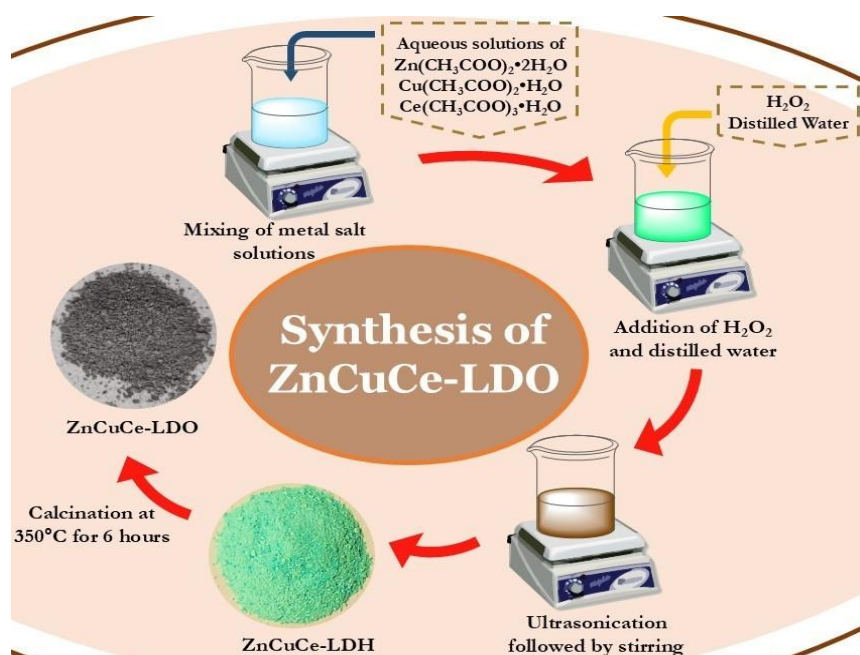 Aqueous solutions of
Zn(CH₃COO)₂•2H₂O
Cu(CH₃COO)₂•H₂O
Ce(CH₃COO)₃•H₂O
H₂O₂
Distilled Water
Mixing of metal salt
solutions
Addition of H₂O₂
and distilled water
Synthesis of
ZnCuCe-LDO
ZnCuCe-LDO
Calcination at
350°C for 6 hours
ZnCuCe-LDH
Ultrasonication
followed by stirring